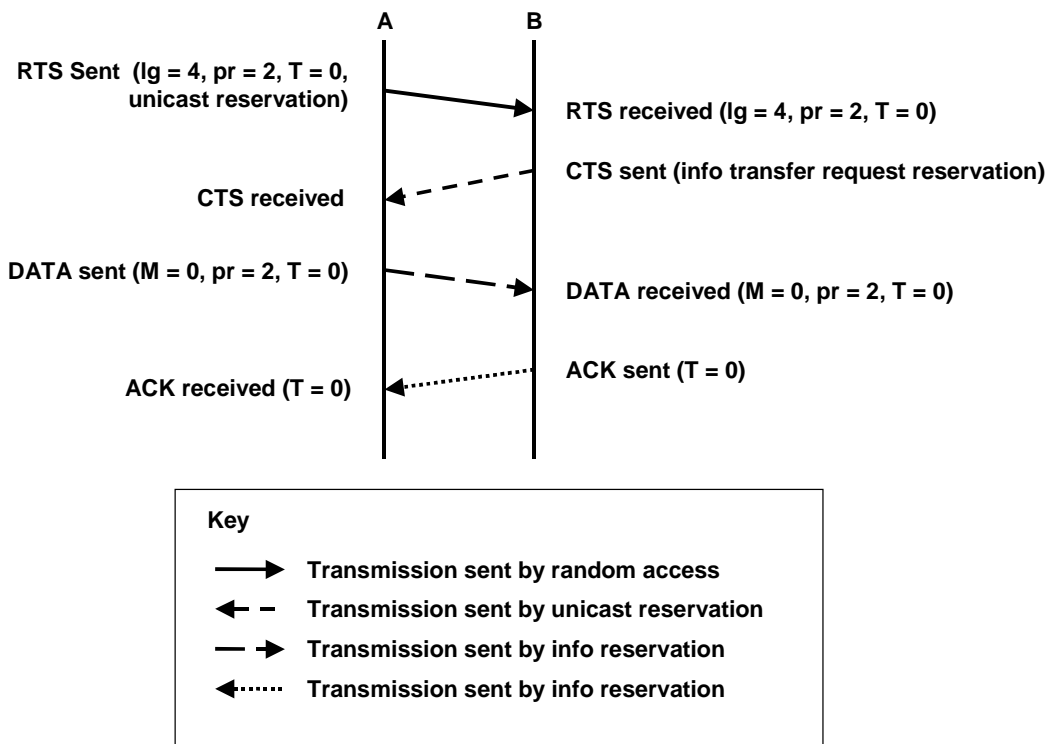 A B
RTS Sent (lg = 4, pr = 2, T = 0,
unicast reservation)
RTS received (lg = 4, pr = 2, T = 0)
CTS sent (info transfer request reservation)
CTS received
DATA sent (M = 0, pr = 2, T = 0)
DATA received (M = 0, pr = 2, T = 0)
ACK sent (T = 0)
ACK received (T = 0)
Key
Transmission sent by random access
Transmission sent by unicast reservation
Transmission sent by info reservation
Transmission sent by info reservation